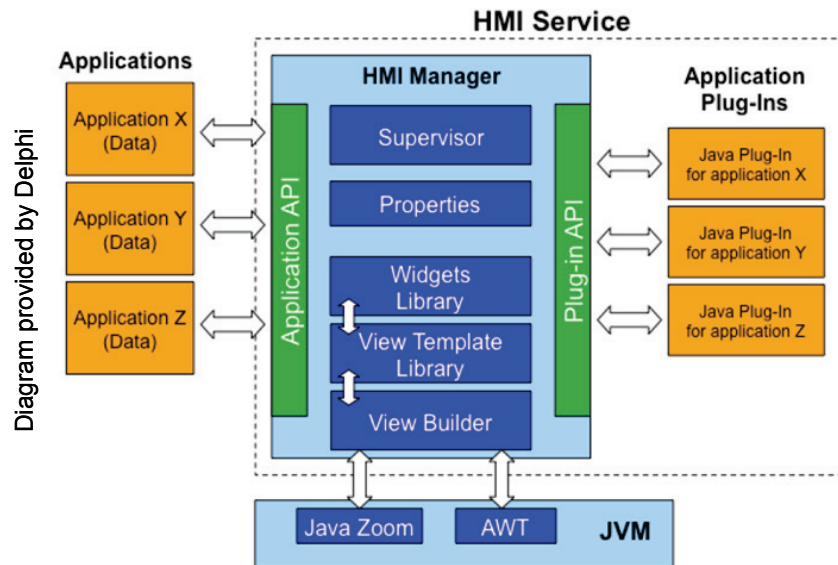 HMI Service
Applications
Application X
(Data)
Application Y
(Data)
Application Z
(Data)
Diagram provided by Delphi
HMI Manager
Application API
Supervisor
Properties
Widgets
Library
View Template
Library
View Builder
Plug-in API
Application
Plug-Ins
Java Plug-In
for application X
Java Plug-In
for application Y
Java Plug-In
for application Z
Java Zoom
AWT
JVM